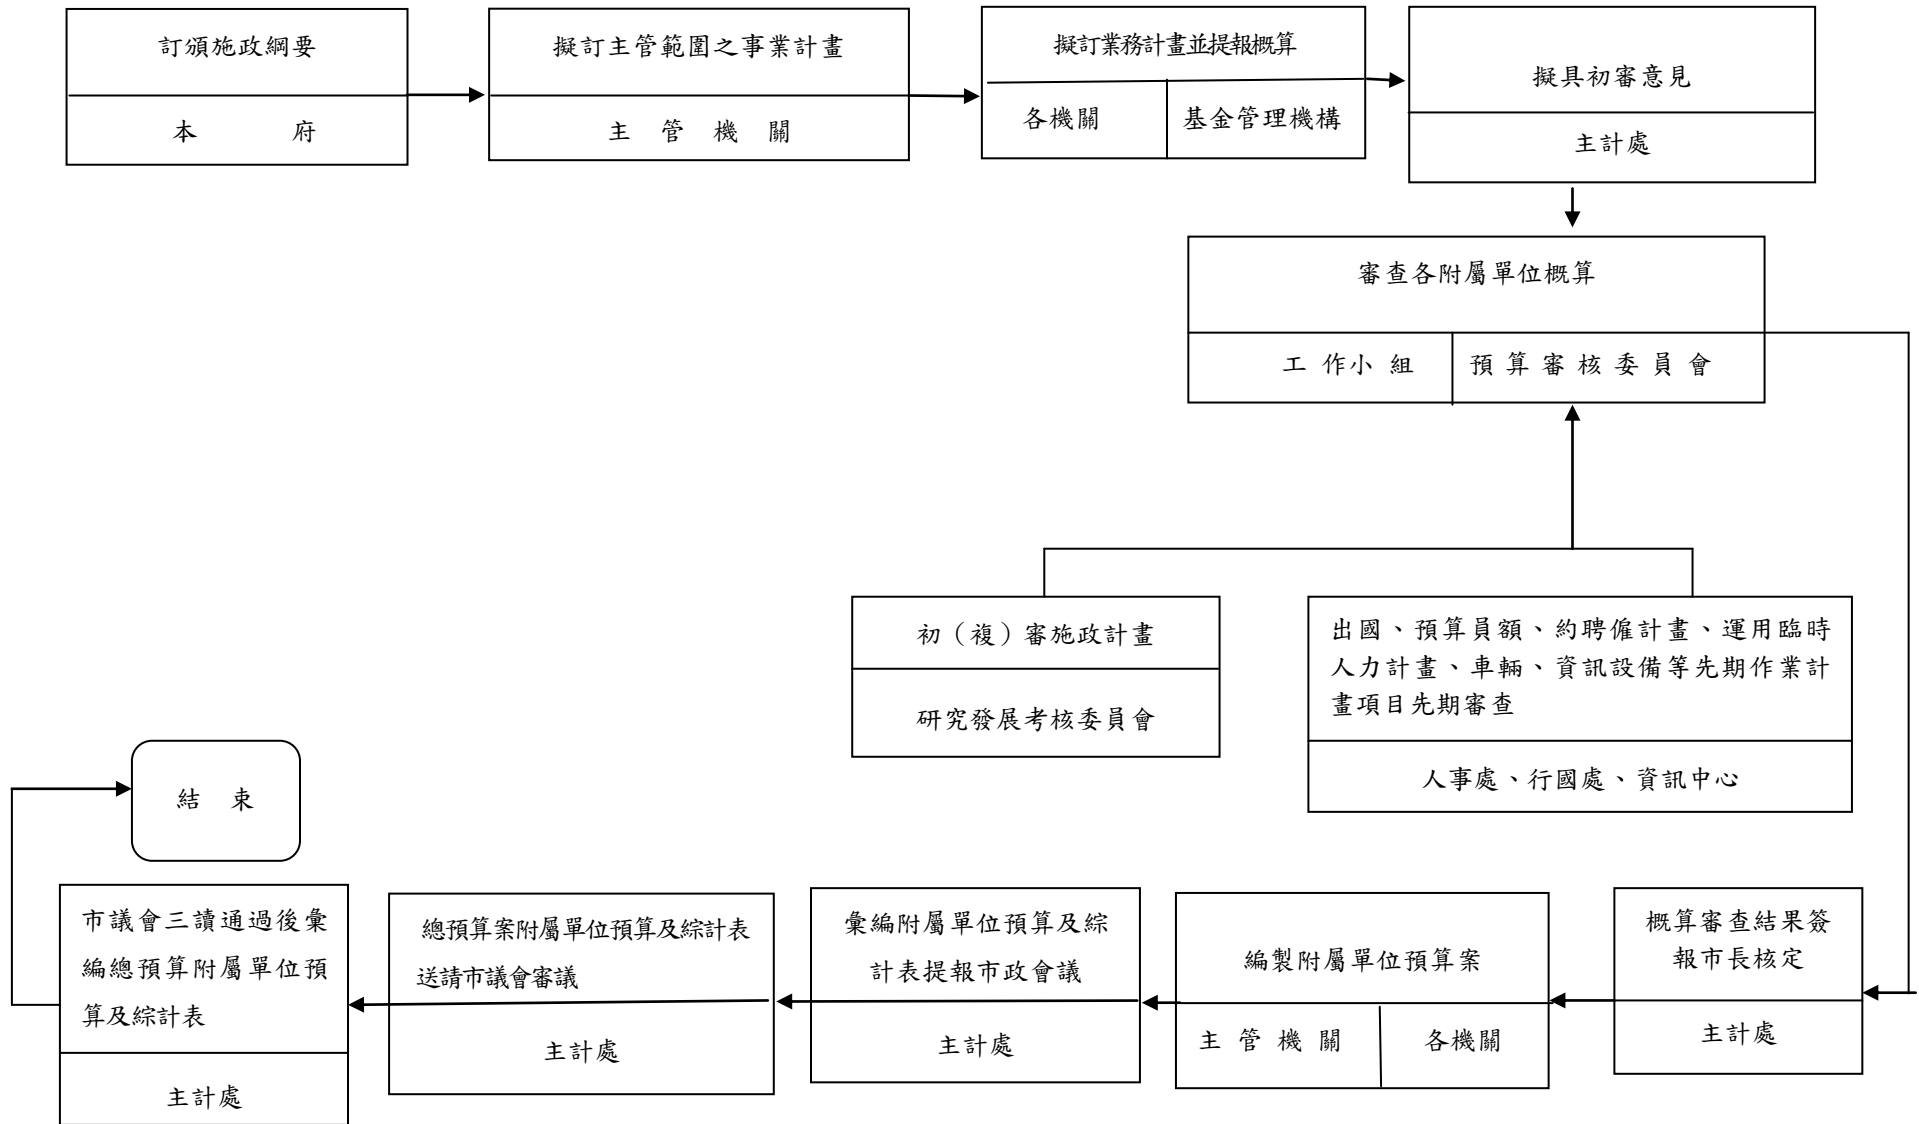 訂頒施政綱要
本 府
擬訂主管範圍之事業計畫
主 管 機 關
擬訂業務計畫並提報概算
各機關
基金管理機構
擬具初審意見
主計處
審查各附屬單位概算
工 作小 組
預 算 審 核 委 員 會
初（複）審施政計畫
研究發展考核委員會
出國、預算員額、約聘僱計畫、運用臨時
人力計畫、車輛、資訊設備等先期作業計
畫項目先期審查
人事處、行國處、資訊中心
概算審查結果簽
報市長核定
主計處
編製附屬單位預算案
主 管 機 關
各機關
彙編附屬單位預算及綜
計表提報市政會議
主計處
總預算案附屬單位預算及綜計表
送請市議會審議
主計處
市議會三讀通過後彙
編總預算附屬單位預
算及綜計表
主計處
結 束